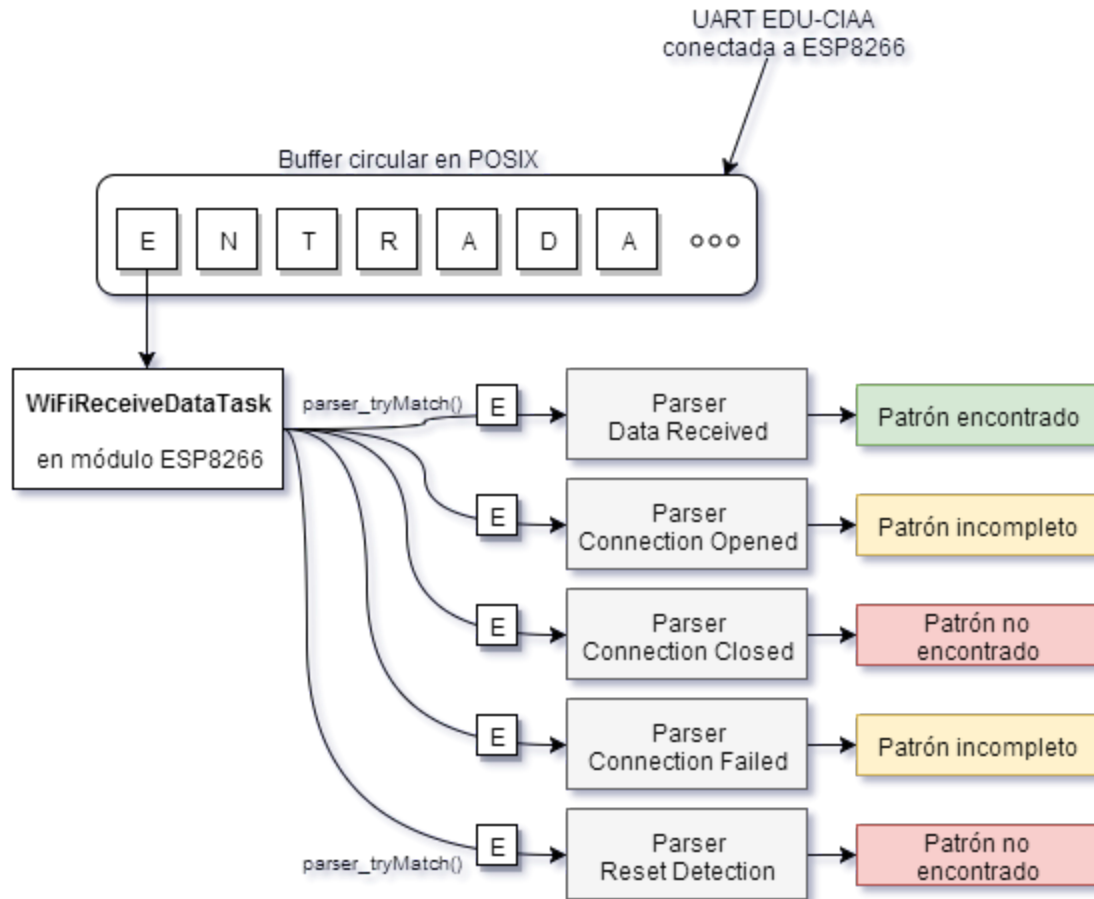 UART EDU-CIAA
conectada a ESP8266
Buffer circular en POSIX
E N T R A D A
WiFiReceiveDataTask
en módulo ESP8266
parser_tryMatch()
E
Parser
Data Received
Patrón encontrado
E
Parser
Connection Opened
Patrón incompleto
E
Parser
Connection Closed
Patrón no
encontrado
E
Parser
Connection Failed
Patrón incompleto
parser_tryMatch()
E
Parser
Reset Detection
Patrón no
encontrado